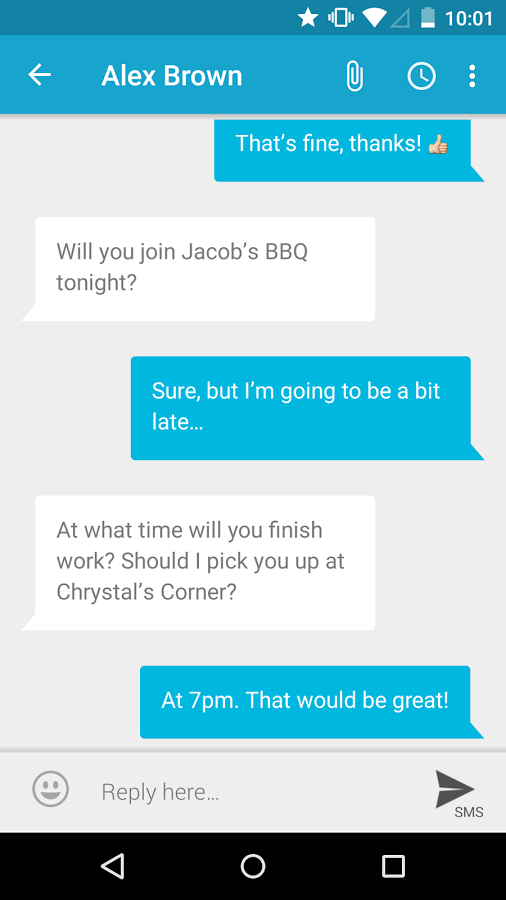 10:01
Alex Brown
That’s fine, thanks! 👍🏼
Will you join Jacob’s BBQ
tonight?
Sure, but I’m going to be a bit
late…
At what time will you finish
work? Should I pick you up at
Chrystal’s Corner?
At 7pm. That would be great!
Reply here…
SMS